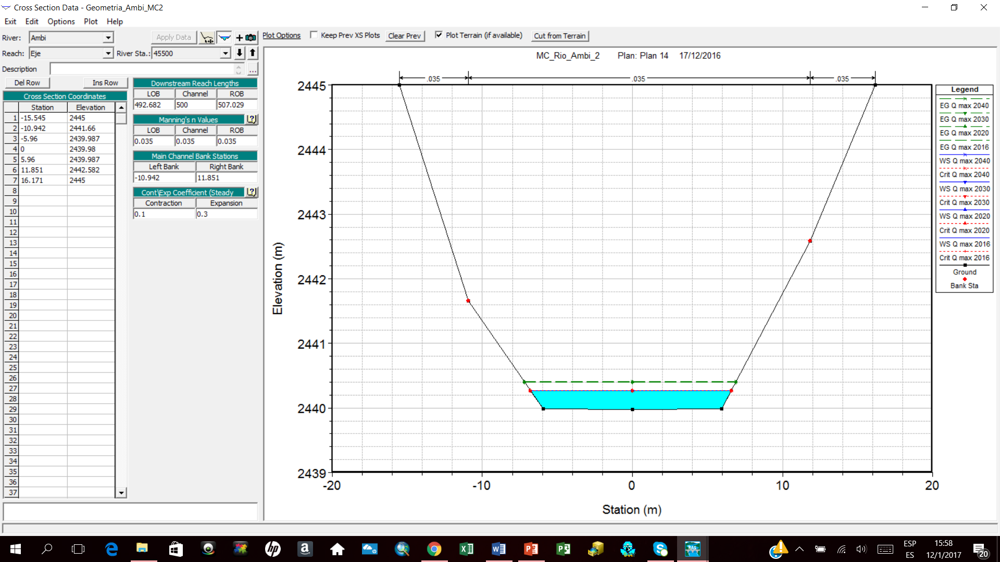 Cross Section Data - Geometria_Ambi_MC2
Exit Edit Options Plot Help
River: Ambi
Apply Data
Plot Options Keep Prev XS Plots Clear Prev Plot Terrain (if available) Cut from Terrain
Reach: Eje River Sta.: 45500
Description
...
Del Row Ins Row
Cross Section Coordinates
Station Elevation
1 -15.545 2445
2 -10.942 2441.66
3 -5.96 2439.987
4 0 2439.98
5 5.96 2439.987
6 11.851 2442.582
7 16.171 2445
8
9
10
11
12
13
14
15
16
17
18
19
20
21
22
23
24
25
26
27
28
29
30
31
32
33
34
35
36
37
Downstream Reach Lengths
LOB Channel ROB
492.682 500 507.029
Manning's n Values
LOB Channel ROB
0.035 0.035 0.035
Main Channel Bank Stations
Left Bank Right Bank
-10.942 11.851
Cont\Exp Coefficient (Steady
Contraction Expansion
0.1 0.3
MC_Rio_Ambi_2 Plan: Plan 14 17/12/2016
.035 .035 .035
2445
2444
2443
2442
2441
2440
2439
Elevation (m)
-20 -10 0 10 20
Station (m)
Legend
EG Q max 2040
EG Q max 2030
EG Q max 2020
EG Q max 2016
WS Q max 2040
Crit Q max 2040
WS Q max 2030
Crit Q max 2030
WS Q max 2020
Crit Q max 2020
WS Q max 2016
Crit Q max 2016
Ground
Bank Sta
hp
a
RAS
ESP
ES
15:58
12/1/2017
20